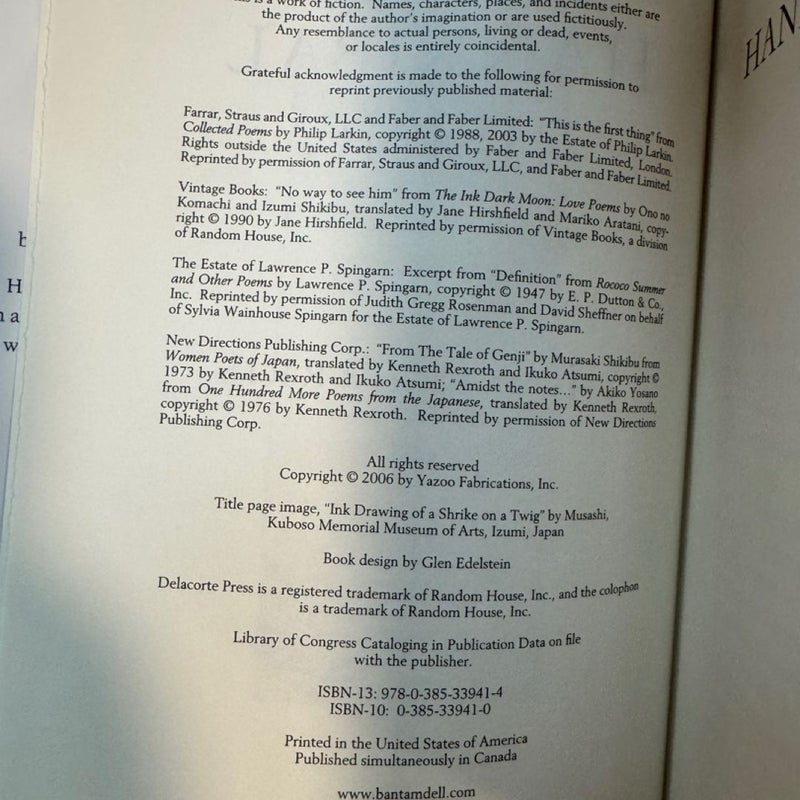 is a work of fiction. Names, characters, places, and incidents either are
the product of the author's imagination or are used fictitiously.
Any resemblance to actual persons, living or dead, events,
or locales is entirely coincidental.
Grateful acknowledgment is made to the following for permission to
reprint previously published material:
Farrar, Straus and Giroux, LLC and Faber and Faber Limited: "This is the first thing" from
Collected Poems by Philip Larkin, copyright © 1988, 2003 by the Estate of Philip Larkin.
Rights outside the United States administered by Faber and Faber Limited, London.
Reprinted by permission of Farrar, Straus and Giroux, LLC, and Faber and Faber Limited.
Vintage Books: "No way to see him" from The Ink Dark Moon: Love Poems by Ono no
Komachi and Izumi Shikibu, translated by Jane Hirshfield and Mariko Aratani, copy-
right © 1990 by Jane Hirshfield. Reprinted by permission of Vintage Books, a division
of Random House, Inc.
The Estate of Lawrence P. Spingarn: Excerpt from "Definition" from Rococo Summer
and Other Poems by Lawrence P. Spingarn, copyright © 1947 by E. P. Dutton & Co.,
Inc. Reprinted by permission of Judith Gregg Rosenman and David Sheffner on behalf
of Sylvia Wainhouse Spingarn for the Estate of Lawrence P. Spingarn.
New Directions Publishing Corp.: "From The Tale of Genji" by Murasaki Shikibu from
Women Poets of Japan, translated by Kenneth Rexroth and Ikuko Atsumi, copyright ©
1973 by Kenneth Rexroth and Ikuko Atsumi; "Amidst the notes..." by Akiko Yosano
from One Hundred More Poems from the Japanese, translated by Kenneth Rexroth,
copyright © 1976 by Kenneth Rexroth. Reprinted by permission of New Directions
Publishing Corp.
All rights reserved
Copyright © 2006 by Yazoo Fabrications, Inc.
Title page image, "Ink Drawing of a Shrike on a Twig" by Musashi,
Kuboso Memorial Museum of Arts, Izumi, Japan
Book design by Glen Edelstein
Delacorte Press is a registered trademark of Random House, Inc., and the colophon
is a trademark of Random House, Inc.
Library of Congress Cataloging in Publication Data on file
with the publisher.
ISBN-13: 978-0-385-33941-4
ISBN-10: 0-385-33941-0
Printed in the United States of America
Published simultaneously in Canada
www.bantamdell.com
H
a
w
HAN